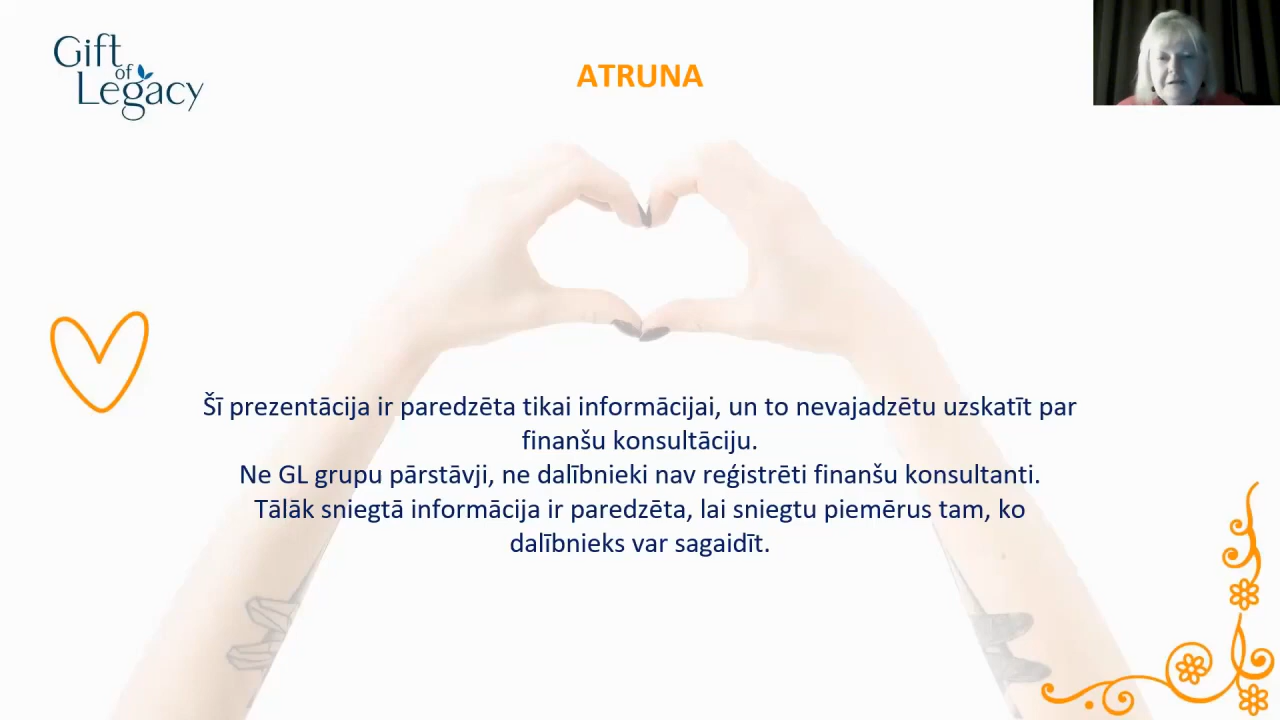 Gift
of
Legacy
ATRUNA
Šī prezentācija ir paredzēta tikai informācijai, un to nevajadzētu uzskatīt par
finanšu konsultāciju.
Ne GL grupu pārstāvji, ne dalībnieki nav reģistrēti finanšu konsultanti.
Tālāk sniegtā informācija ir paredzēta, lai sniegtu piemērus tam, ko
dalībnieks var sagaidīt.